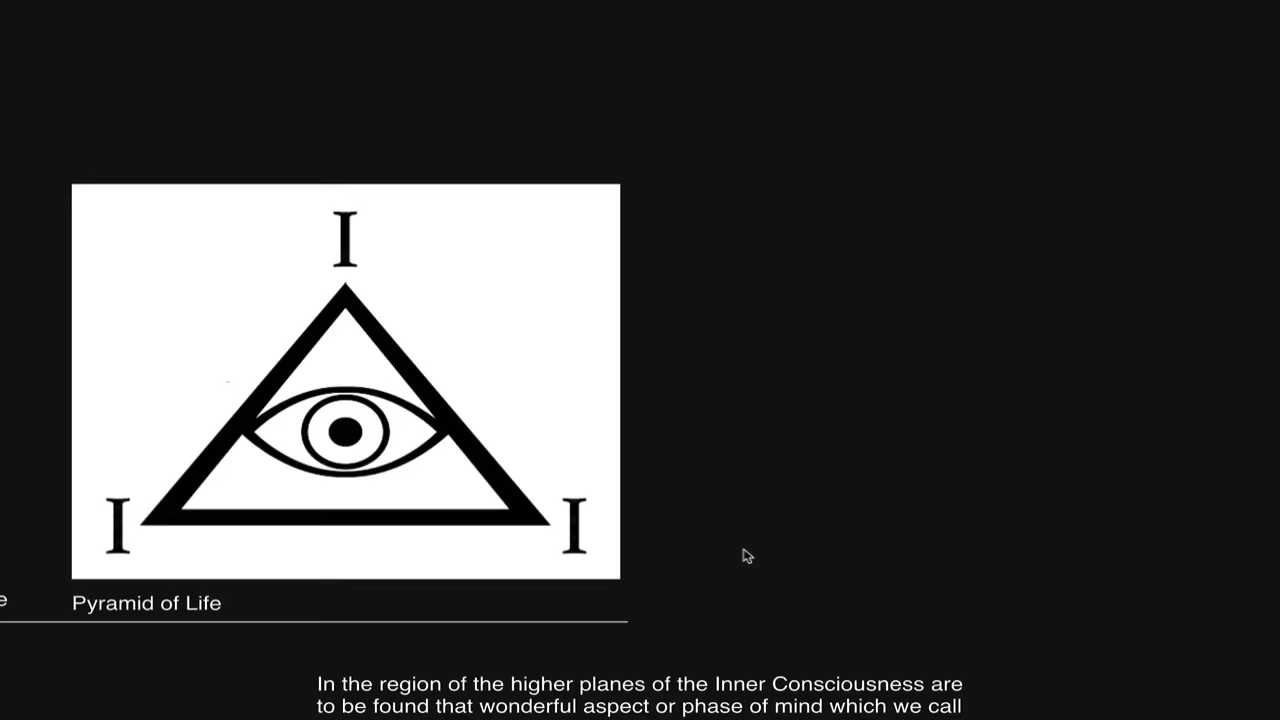 I
I I
e
Pyramid of Life
In the region of the higher planes of the Inner Consciousness are
to be found that wonderful aspect or phase of mind which we call